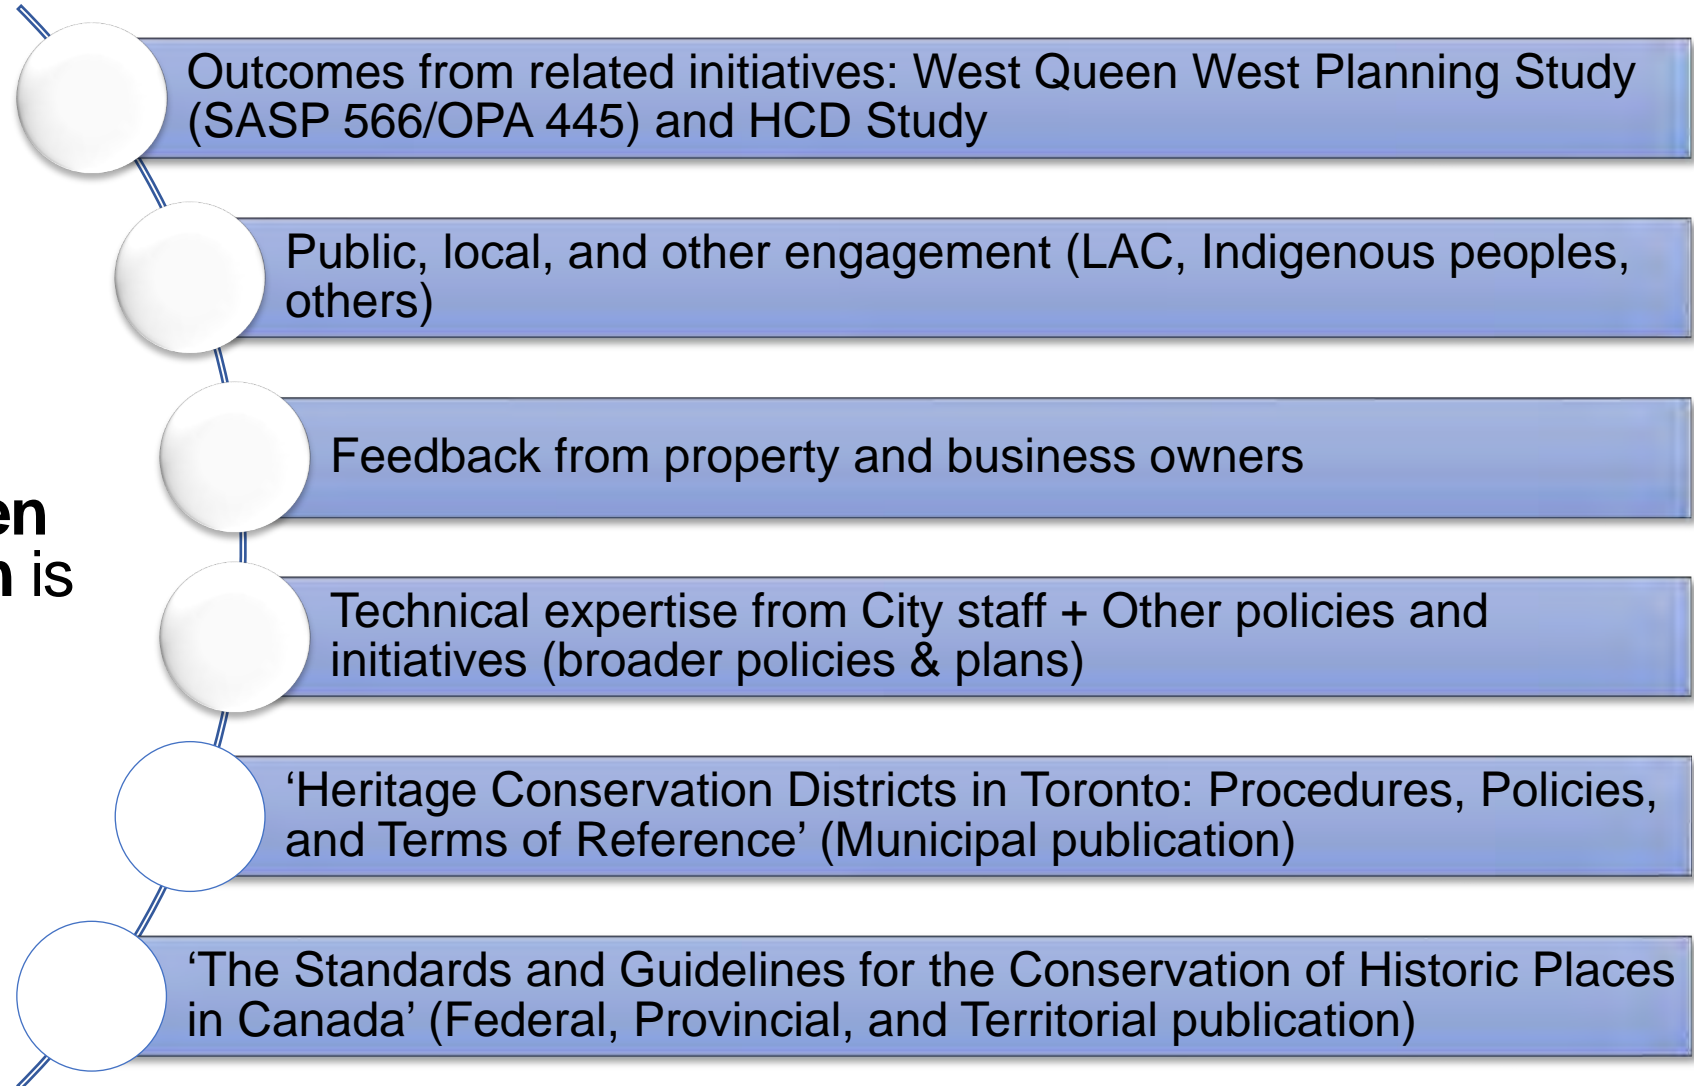 Outcomes from related initiatives: West Queen West Planning Study
(SASP 566/OPA 445) and HCD Study
Public, local, and other engagement (LAC, Indigenous peoples,
others)
Feedback from property and business owners
en
n is
Technical expertise from City staff + Other policies and
initiatives (broader policies & plans)
‘Heritage Conservation Districts in Toronto: Procedures, Policies,
and Terms of Reference’ (Municipal publication)
‘The Standards and Guidelines for the Conservation of Historic Places
in Canada’ (Federal, Provincial, and Territorial publication)